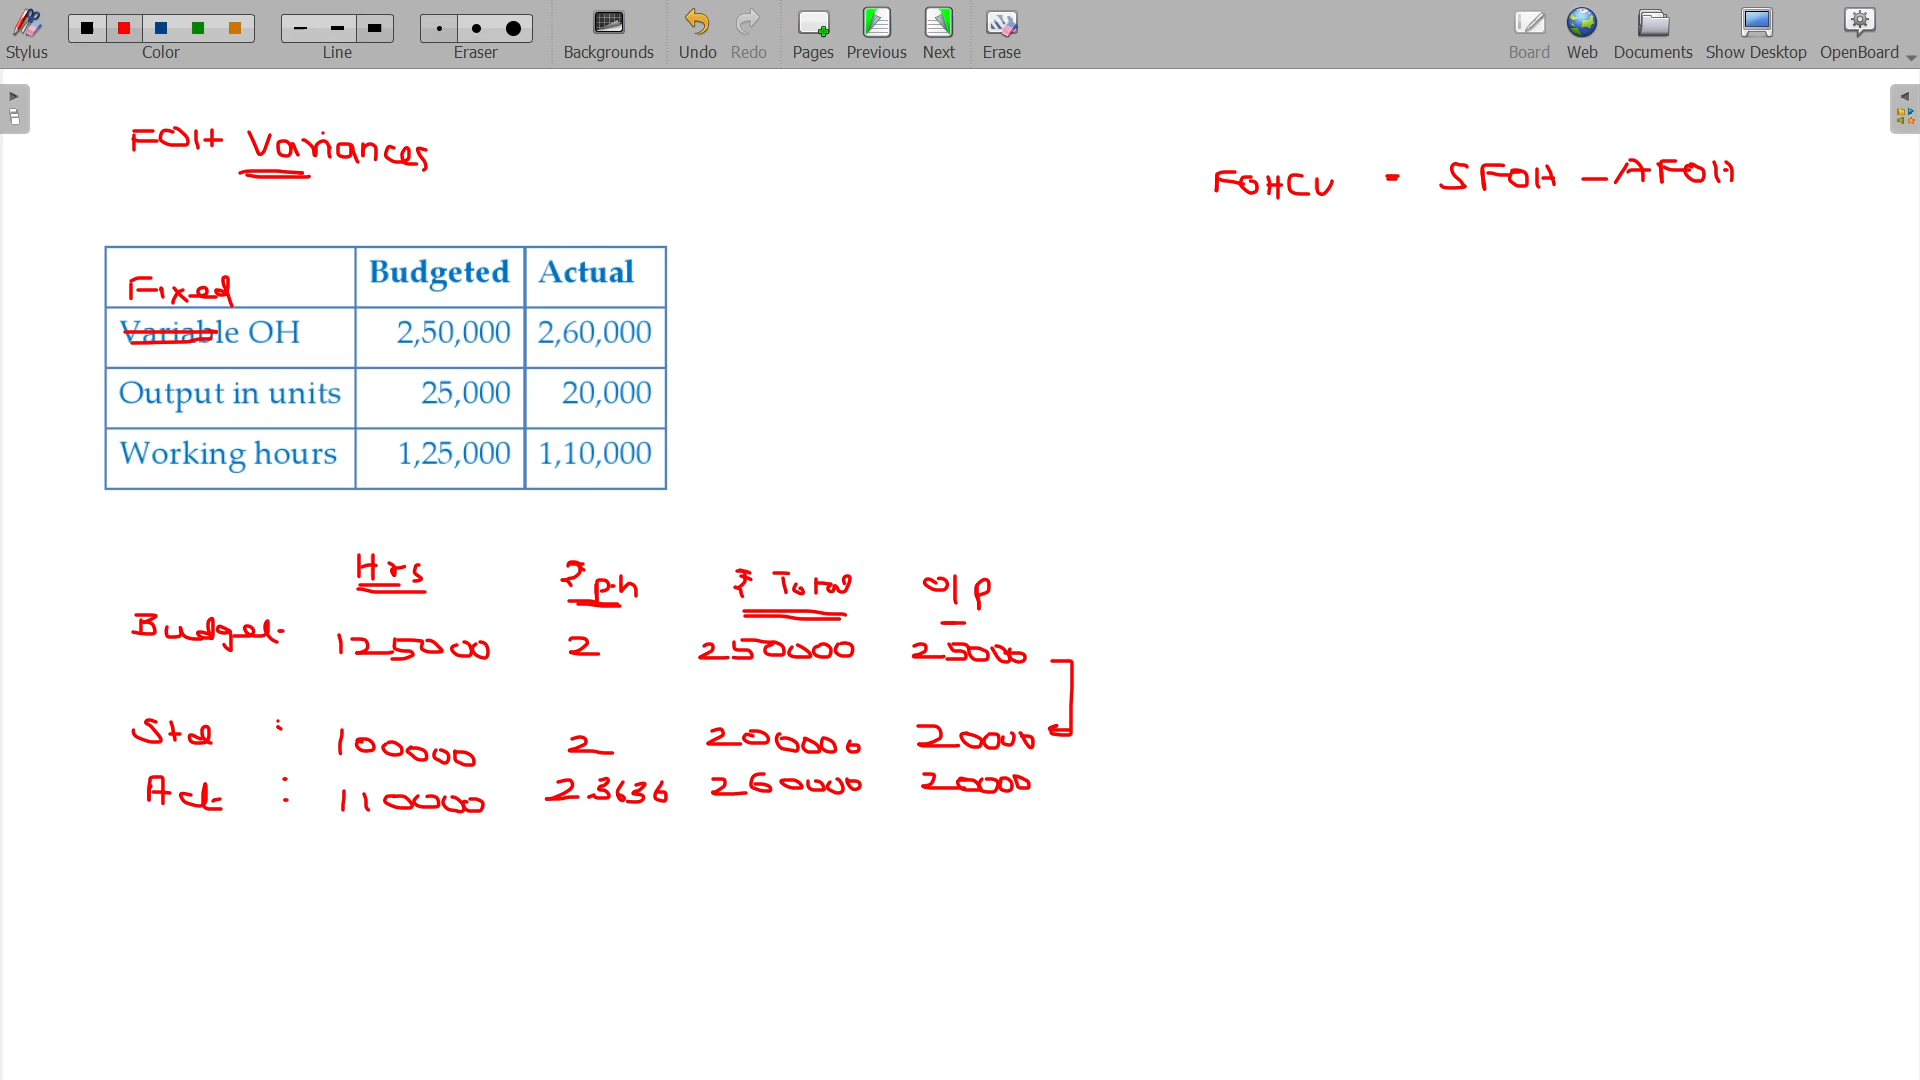 Stylus Color Line Eraser Backgrounds Undo Redo Pages Previous Next Erase Board Web Documents Show Desktop OpenBoard
FOH Variances
FOHCV = SFOH - AFOH
Fixed Budgeted Actual
Variable OH 2,50,000 2,60,000
Output in units 25,000 20,000
Working hours 1,25,000 1,10,000
Hrs ₹ ph ₹ Total O/P
Budget 125000 2 250000 25000
Std : 100000 2 200000 20000
Act : 110000 2.3636 260000 20000